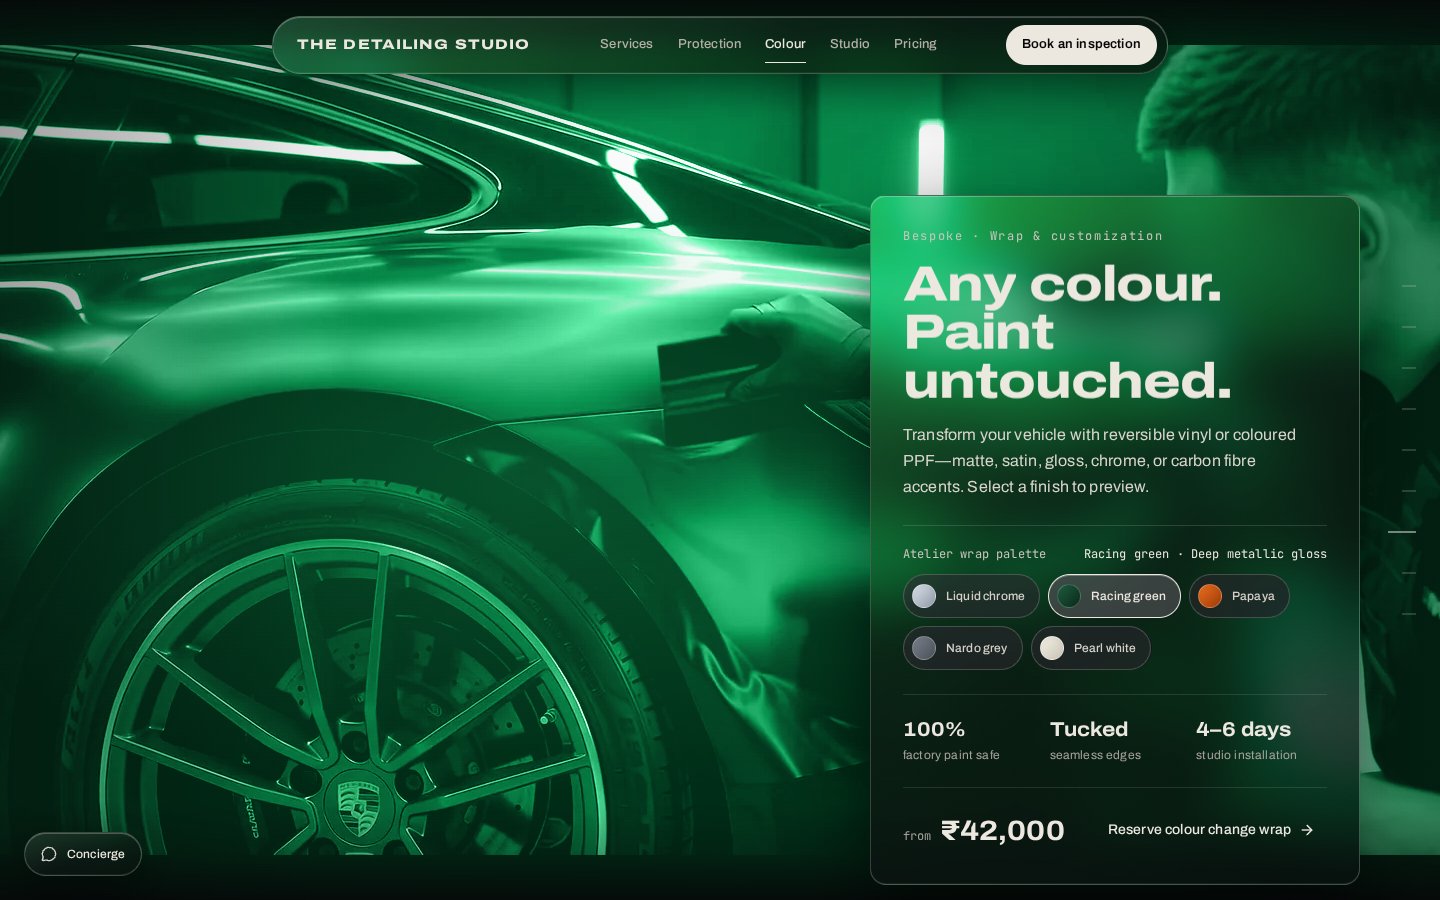 THE DETAILING STUDIO
Services Protection Colour Studio Pricing
Book an inspection
Bespoke · Wrap & customization
Any colour.
Paint
untouched.
Transform your vehicle with reversible vinyl or coloured
PPF—matte, satin, gloss, chrome, or carbon fibre
accents. Select a finish to preview.
Atelier wrap palette Racing green · Deep metallic gloss
Liquid chrome Racing green Papaya
Nardo grey Pearl white
100% Tucked 4–6 days
factory paint safe seamless edges studio installation
from ₹42,000 Reserve colour change wrap →
Concierge